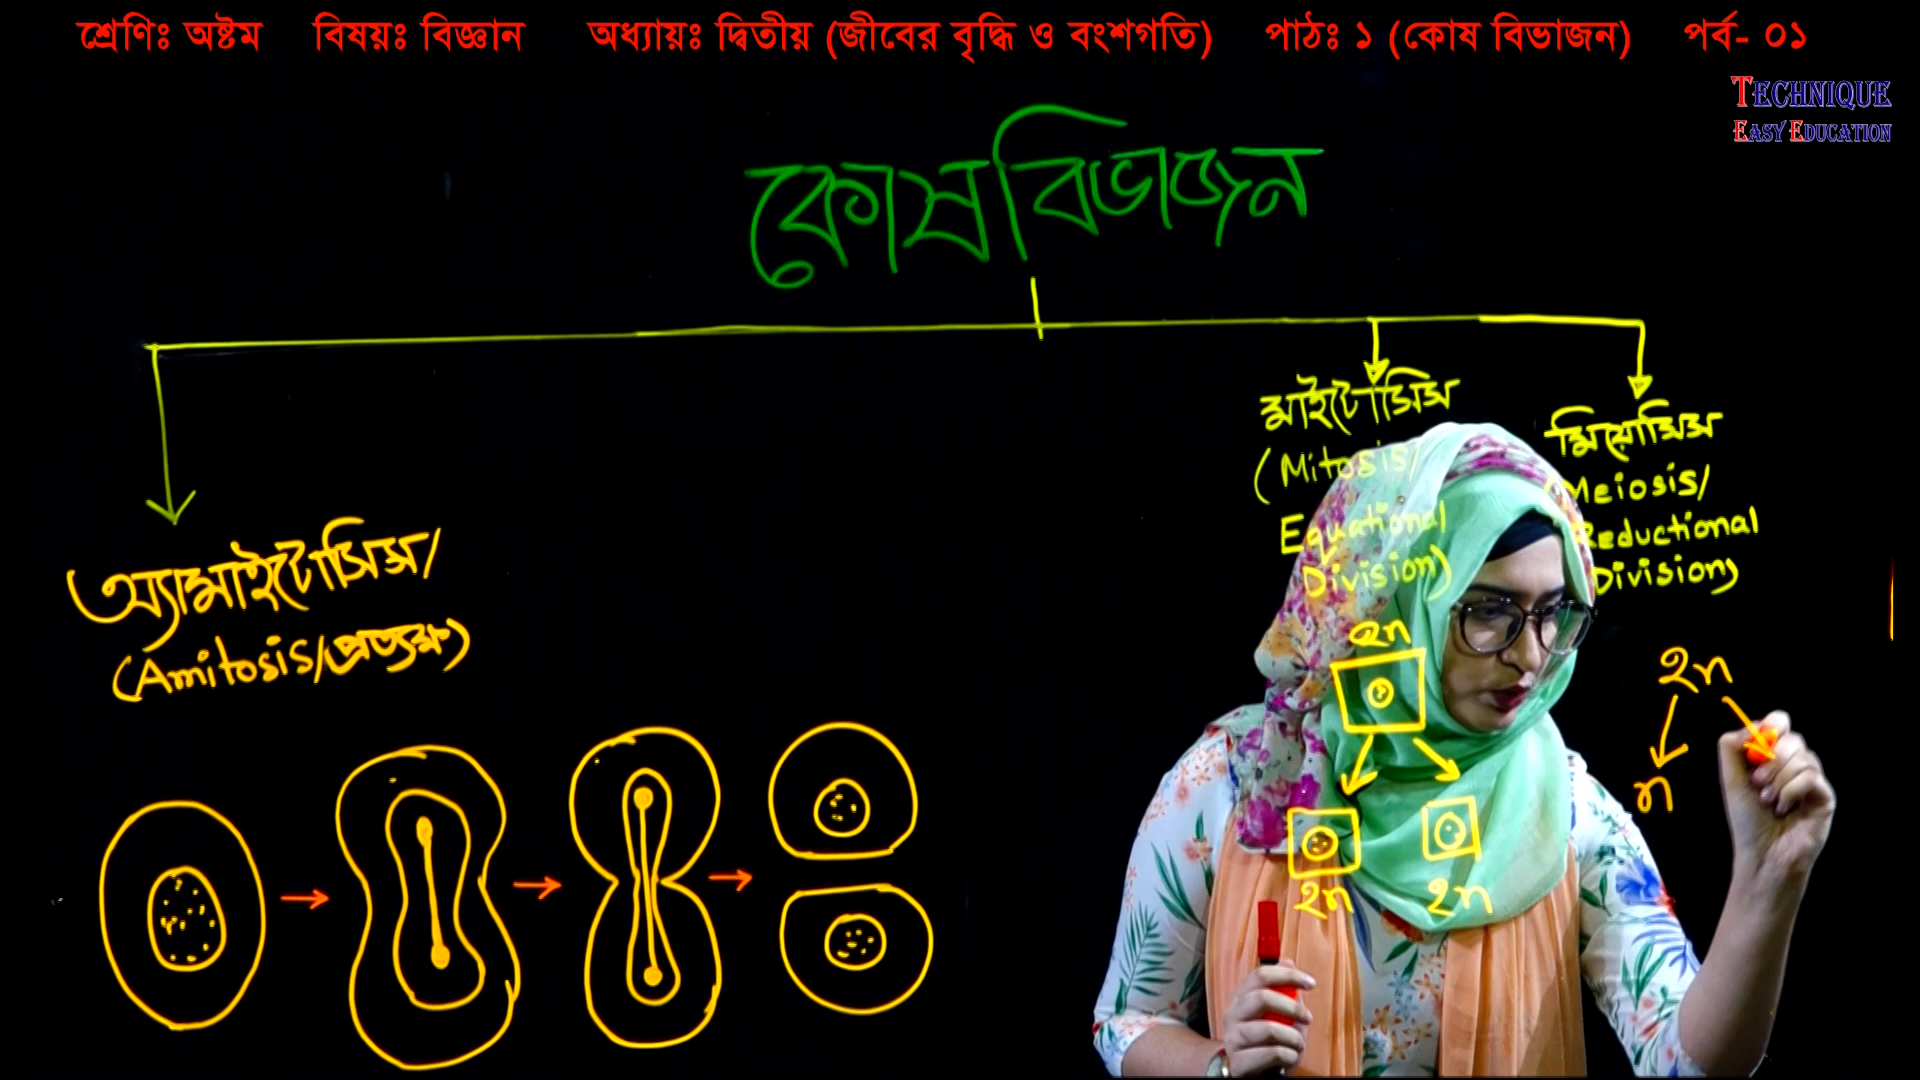 শ্রেণিঃ অষ্টম বিষয়ঃ বিজ্ঞান অধ্যায়ঃ দ্বিতীয় (জীবের বৃদ্ধি ও বংশগতি) পাঠঃ ১ (কোষ বিভাজন) পর্ব- ০১
TECHNIQUE
EASY EDUCATION
কোষ বিভাজন
অ্যামাইটোসিস/
(Amitosis/প্রত্যক্ষ)
মাইটোসিস
(Mitosis/
Equational
Division)
2n
2n 2n
মিয়োসিস
(Meiosis/
Reductional
Division)
2n
n